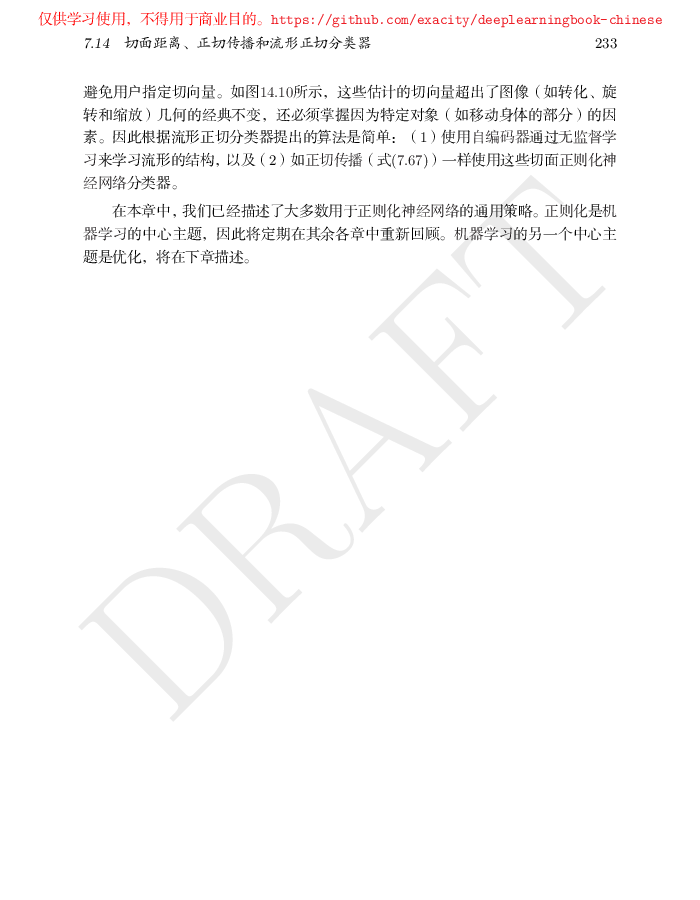 仅供学习使用，不得用于商业目的。https://github.com/exacity/deeplearningbook-chinese
7.14 切面距离、正切传播和流形正切分类器 233
避免用户指定切向量。如图14.10所示，这些估计的切向量超出了图像（如转化、旋
转和缩放）几何的经典不变，还必须掌握因为特定对象（如移动身体的部分）的因
素。因此根据流形正切分类器提出的算法是简单：（1）使用自编码器通过无监督学
习来学习流形的结构，以及（2）如正切传播（式(7.67)）一样使用这些切面正则化神
经网络分类器。
在本章中，我们已经描述了大多数用于正则化神经网络的通用策略。正则化是机
器学习的中心主题，因此将定期在其余各章中重新回顾。机器学习的另一个中心主
题是优化，将在下章描述。
DRAFT